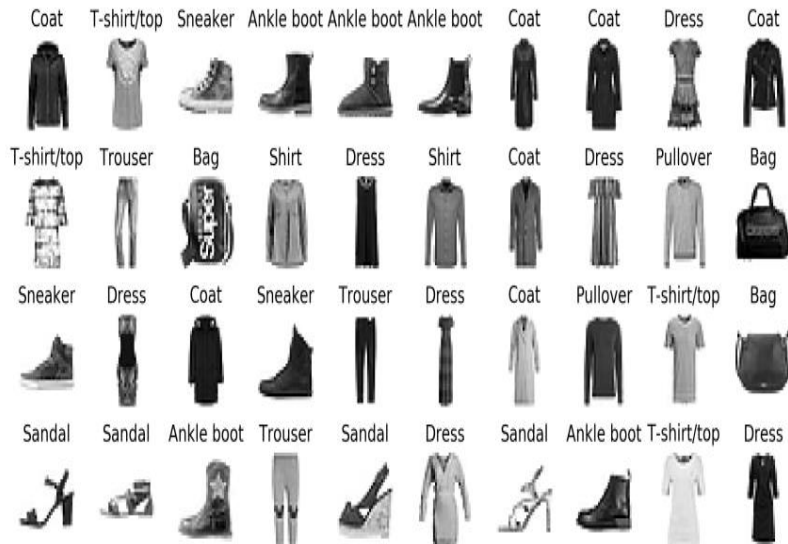 Coat T-shirt/top Sneaker Ankle boot Ankle boot Ankle boot Coat Coat Dress Coat
T-shirt/top Trouser Bag Shirt Dress Shirt Coat Dress Pullover Bag
super
Sneaker Dress Coat Sneaker Trouser Dress Coat Pullover T-shirt/top Bag
Sandal Sandal Ankle boot Trouser Sandal Dress Sandal Ankle boot T-shirt/top Dress